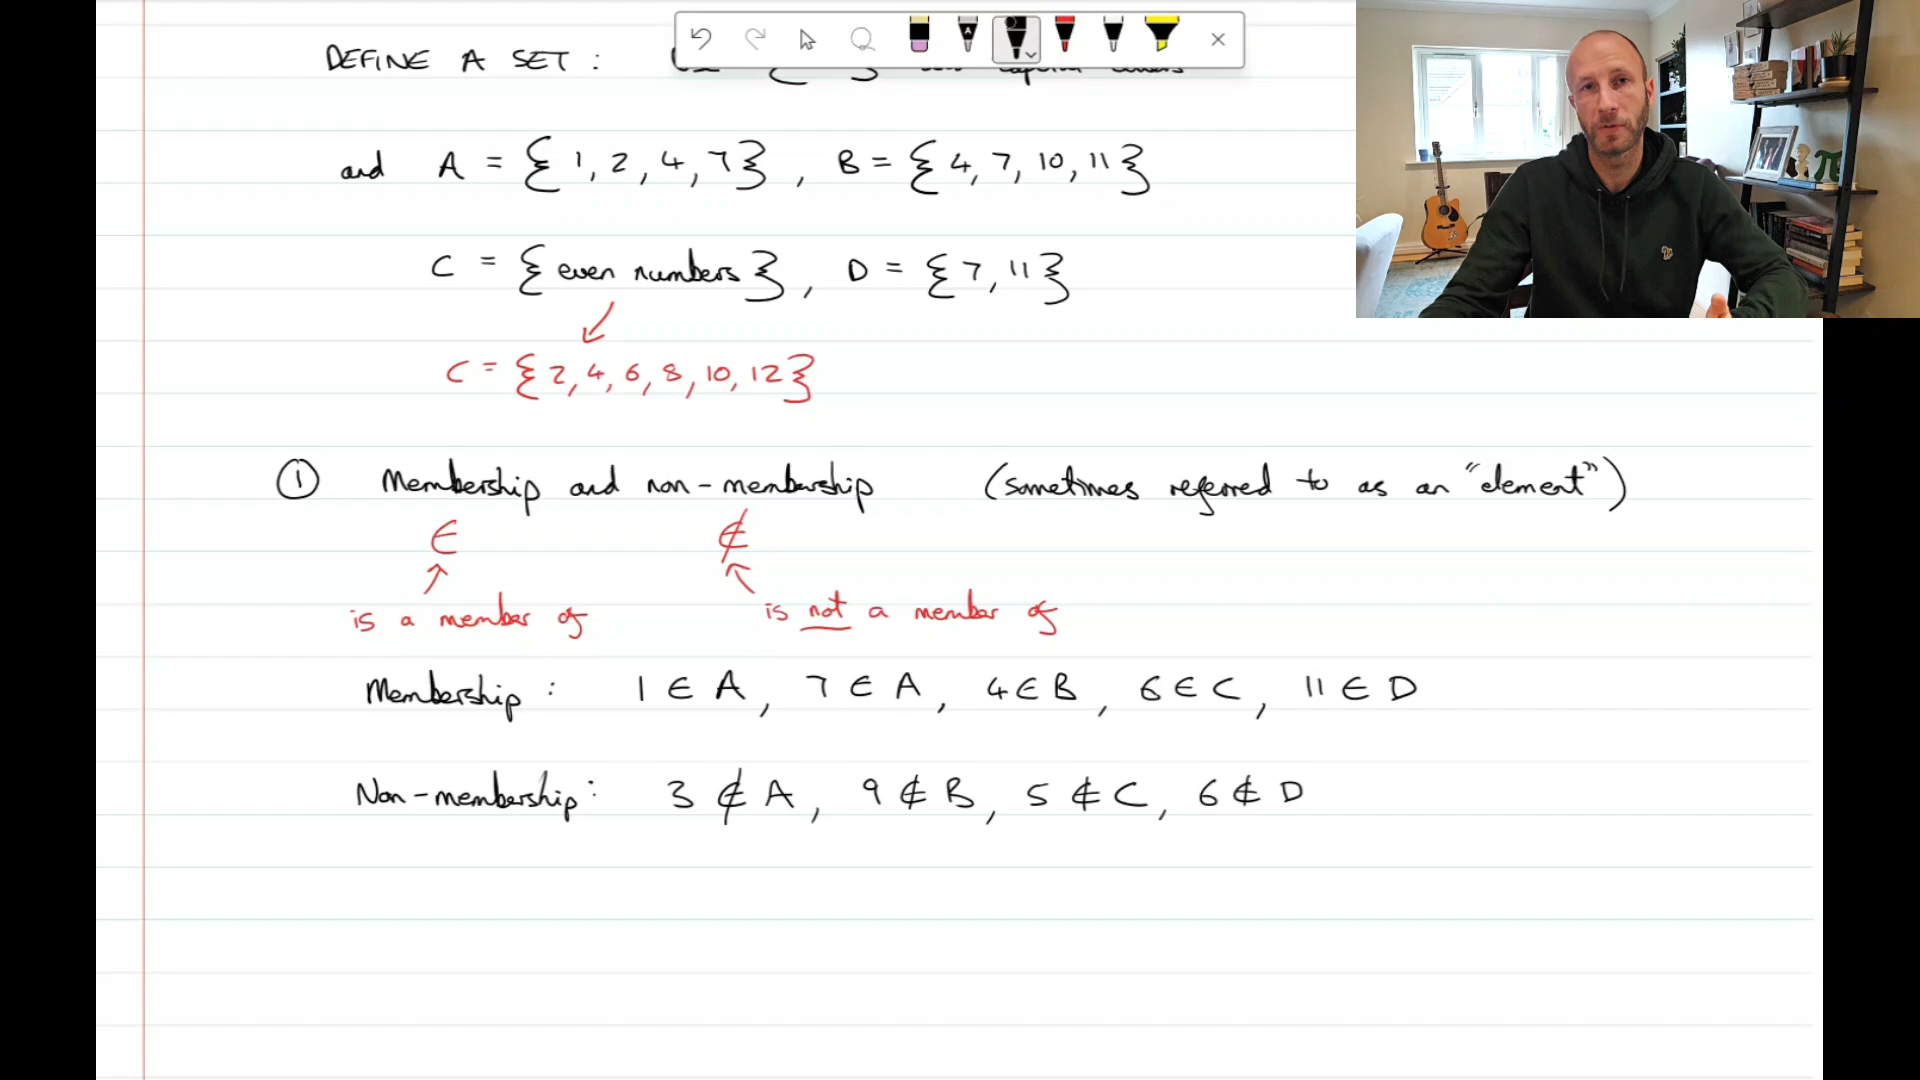 DEFINE A SET :
and A = { 1, 2, 4, 7 } , B = { 4, 7, 10, 11 }
C = { even numbers } , D = { 7, 11 }
C = { 2, 4, 6, 8, 10, 12 }
① Membership and non-membership (sometimes referred to as an "element")
∈ ∉
is a member of is not a member of
Membership : 1 ∈ A , 7 ∈ A , 4 ∈ B , 6 ∈ C , 11 ∈ D
Non-membership : 3 ∉ A , 9 ∉ B , 5 ∉ C , 6 ∉ D